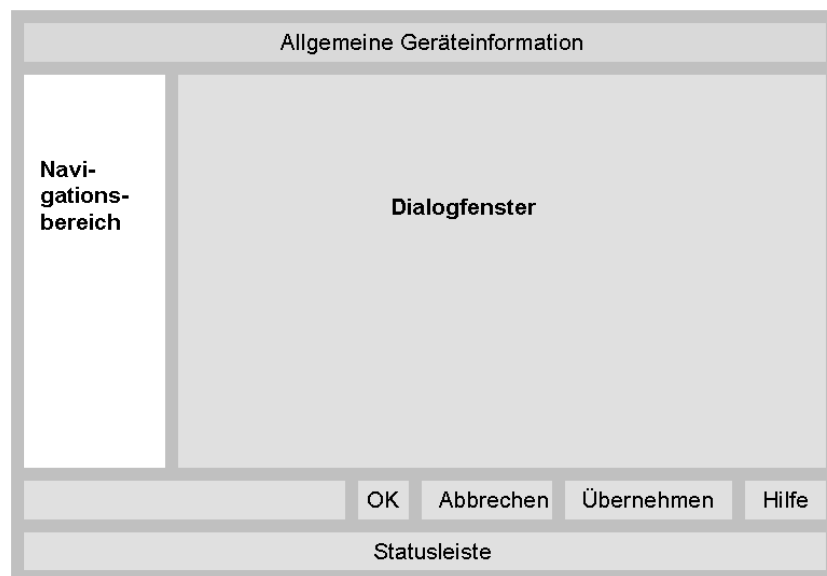 Allgemeine Geräteinformation
Navi-
gations-
bereich
Dialogfenster
OK Abbrechen Übernehmen Hilfe
Statusleiste